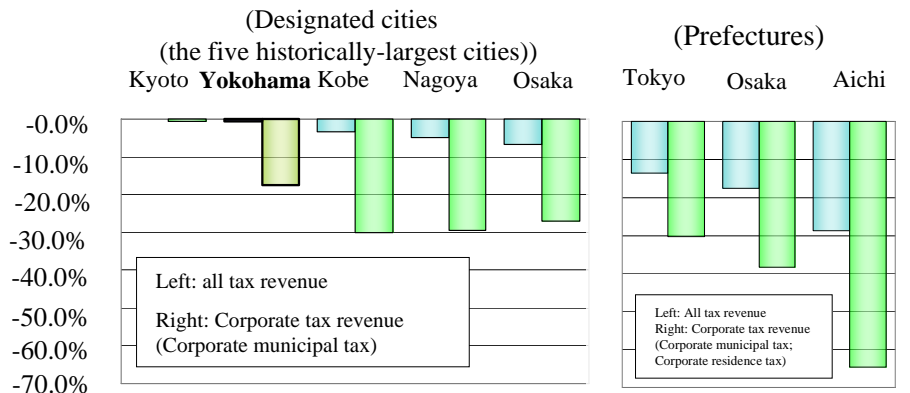 (Designated cities
(the five historically-largest cities))
Kyoto Yokohama Kobe Nagoya Osaka
-0.0%
-10.0%
-20.0%
-30.0%
-40.0%
-50.0%
-60.0%
-70.0%
Left: all tax revenue
Right: Corporate tax revenue
(Corporate municipal tax)
(Prefectures)
Tokyo Osaka Aichi
Left: All tax revenue
Right: Corporate tax revenue
(Corporate municipal tax;
Corporate residence tax)